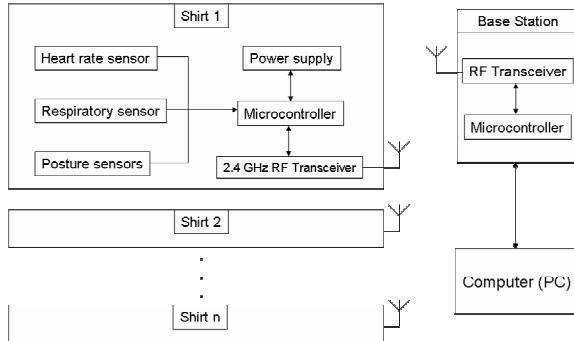 Shirt 1
Heart rate sensor
Respiratory sensor
Posture sensors
Power supply
Microcontroller
2.4 GHz RF Transceiver
Shirt 2
Shirt n
Base Station
RF Transceiver
Microcontroller
Computer (PC)